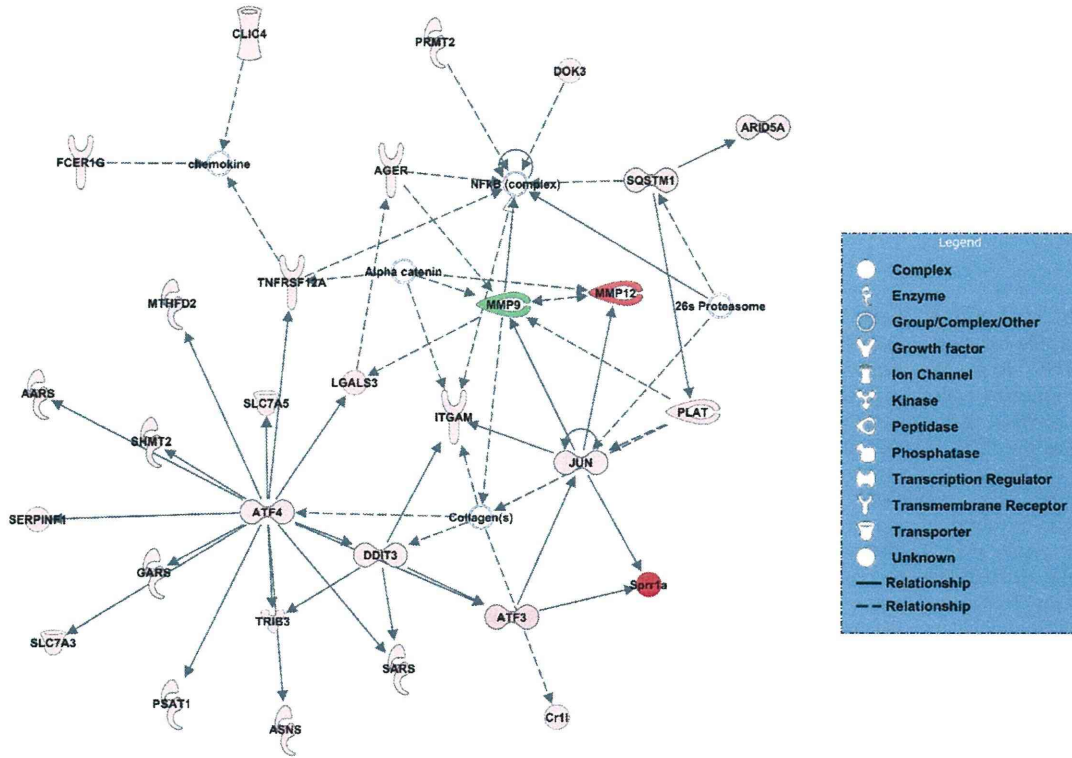 CLIC4
PRMT2
DOK3
ARID5A
FCER1G
chemokine
AGER
NFkB (complex)
SQSTM1
TNFRSF12A
Alpha catenin
MTHFD2
MMP9
MMP12
26s Proteasome
AARS
SLC7A5
LGALS3
ITGAM
PLAT
SHMT2
JUN
SERPINF1
ATF4
Collagen(s)
DDIT3
GARS
Sprr1a
TRIB3
ATF3
SLC7A3
SARS
PSAT1
ASNS
Cr1l
Legend
Complex
Enzyme
Group/Complex/Other
Growth factor
Ion Channel
Kinase
Peptidase
Phosphatase
Transcription Regulator
Transmembrane Receptor
Transporter
Unknown
Relationship
Relationship